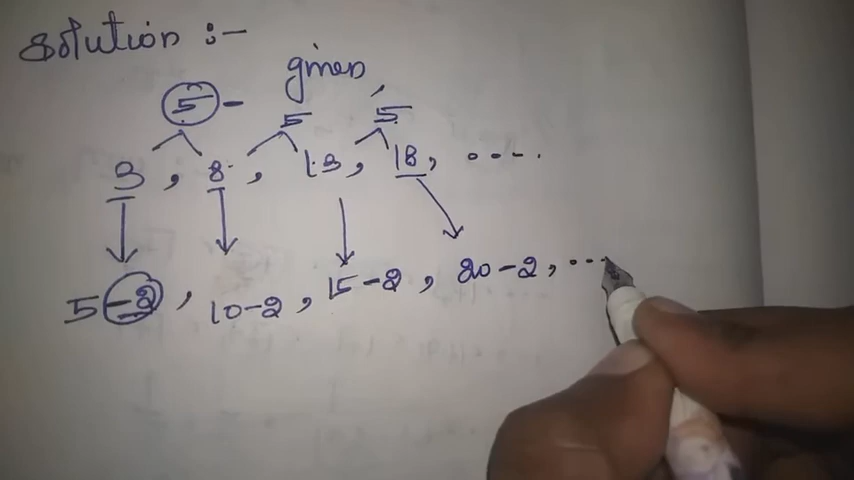 solution :-
given,
5 - 5 5
3, 8, 13, 18, ....
5-2, 10-2, 15-2, 20-2, ...